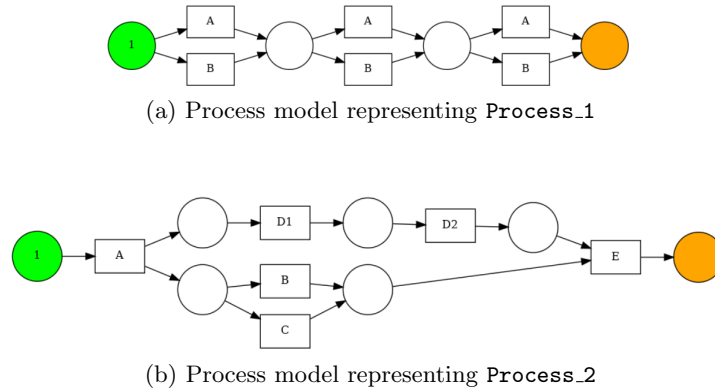 A A A
1
B B B
(a) Process model representing Process_1
D1 D2
1 A E
B
C
(b) Process model representing Process_2